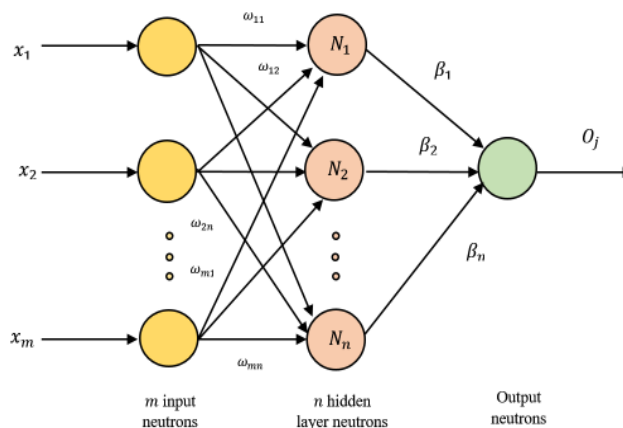 x₁
ω₁₁
N₁
ω₁₂
β₁
x₂
N₂
β₂
Oⱼ
ω₂ₙ
ωₘ₁
βₙ
xₘ
Nₙ
ωₘₙ
m input
neutrons
n hidden
layer neutrons
Output
neutrons